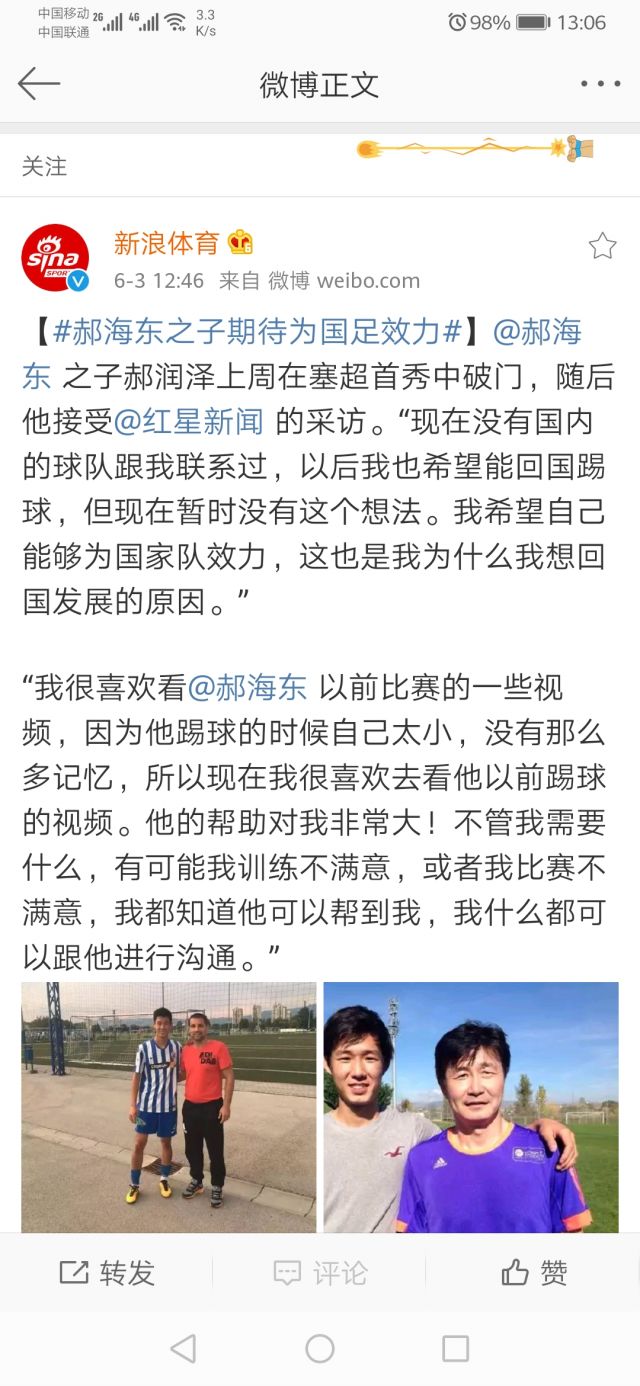 中国移动 2G 4G 3.3 98% 13:06
中国联通 K/s
微博正文
关注
sina
SPORT
新浪体育
6-3 12:46 来自 微博 weibo.com
【#郝海东之子期待为国足效力#】@郝海
东 之子郝润泽上周在塞超首秀中破门，随后
他接受@红星新闻 的采访。“现在没有国内
的球队跟我联系过，以后我也希望能回国踢
球，但现在暂时没有这个想法。我希望自己
能够为国家队效力，这也是我为什么我想回
国发展的原因。”
“我很喜欢看@郝海东 以前比赛的一些视
频，因为他踢球的时候自己太小，没有那么
多记忆，所以现在我很喜欢去看他以前踢球
的视频。他的帮助对我非常大！不管我需要
什么，有可能我训练不满意，或者我比赛不
满意，我都知道他可以帮到我，我什么都可
以跟他进行沟通。”
转发 评论 赞